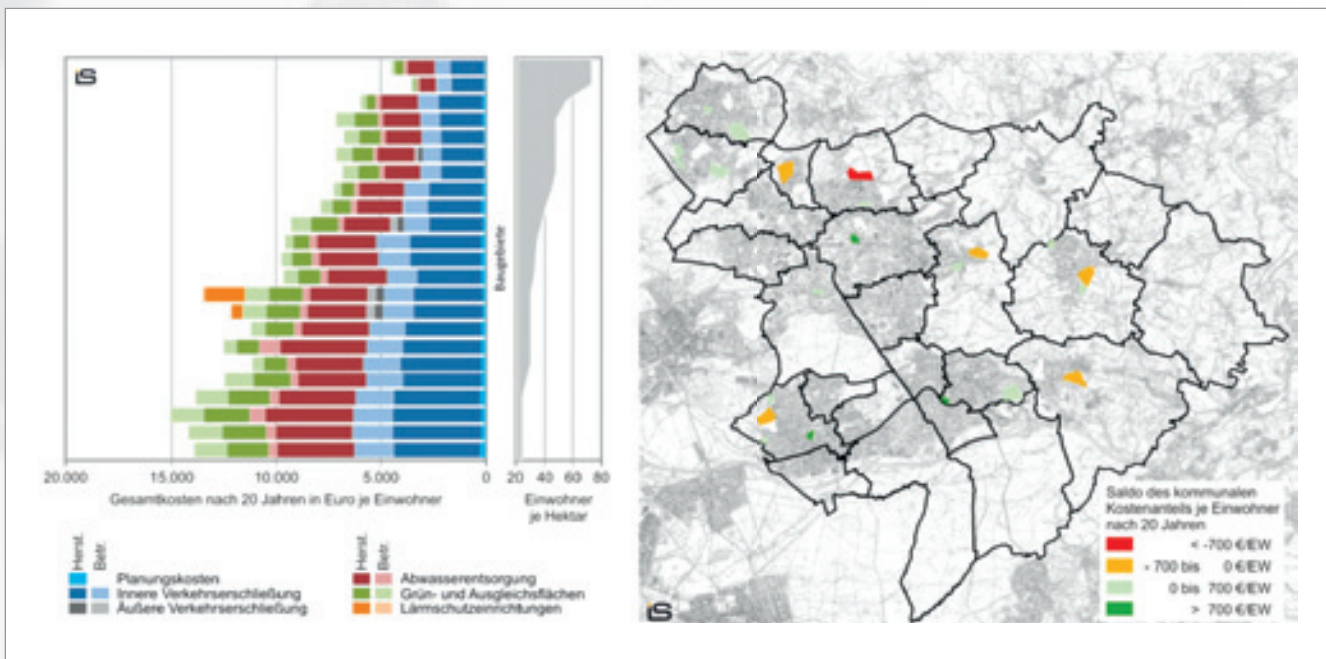 iLS
Baugebiete
20.000 15.000 10.000 5.000 0
Gesamtkosten nach 20 Jahren in Euro je Einwohner
20 40 60 80
Einwohner
je Hektar
Herst.
Betr.
Planungskosten
Innere Verkehrserschließung
Äußere Verkehrserschließung
Herst.
Betr.
Abwasserentsorgung
Grün- und Ausgleichsflächen
Lärmschutzeinrichtungen
Saldo des kommunalen
Kostenanteils je Einwohner
nach 20 Jahren
< -700 €/EW
- 700 bis 0 €/EW
0 bis 700 €/EW
> 700 €/EW
iLS